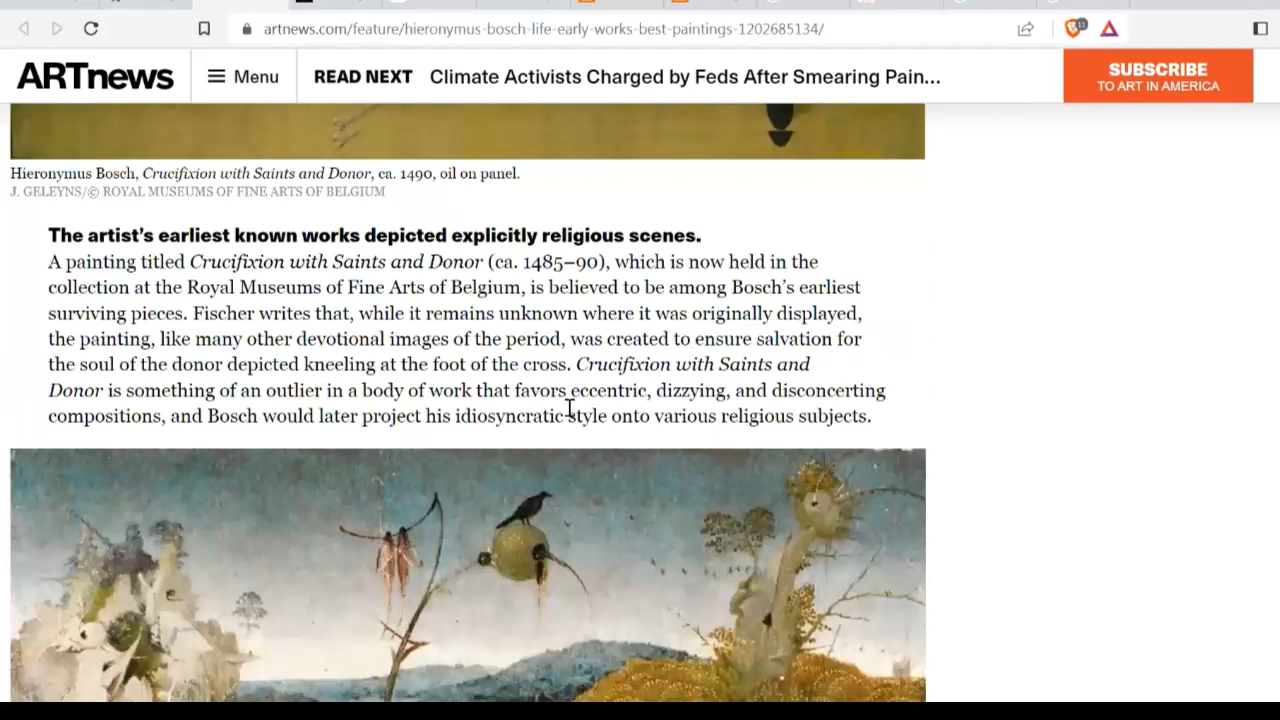 artnews.com/feature/hieronymus-bosch-life-early-works-best-paintings-1202685134/
11
ARTnews
Menu
READ NEXT Climate Activists Charged by Feds After Smearing Pain...
SUBSCRIBE
TO ART IN AMERICA
Hieronymus Bosch, Crucifixion with Saints and Donor, ca. 1490, oil on panel.
J. GELEYNS/© ROYAL MUSEUMS OF FINE ARTS OF BELGIUM
The artist's earliest known works depicted explicitly religious scenes.
A painting titled Crucifixion with Saints and Donor (ca. 1485–90), which is now held in the
collection at the Royal Museums of Fine Arts of Belgium, is believed to be among Bosch's earliest
surviving pieces. Fischer writes that, while it remains unknown where it was originally displayed,
the painting, like many other devotional images of the period, was created to ensure salvation for
the soul of the donor depicted kneeling at the foot of the cross. Crucifixion with Saints and
Donor is something of an outlier in a body of work that favors eccentric, dizzying, and disconcerting
compositions, and Bosch would later project his idiosyncratic style onto various religious subjects.